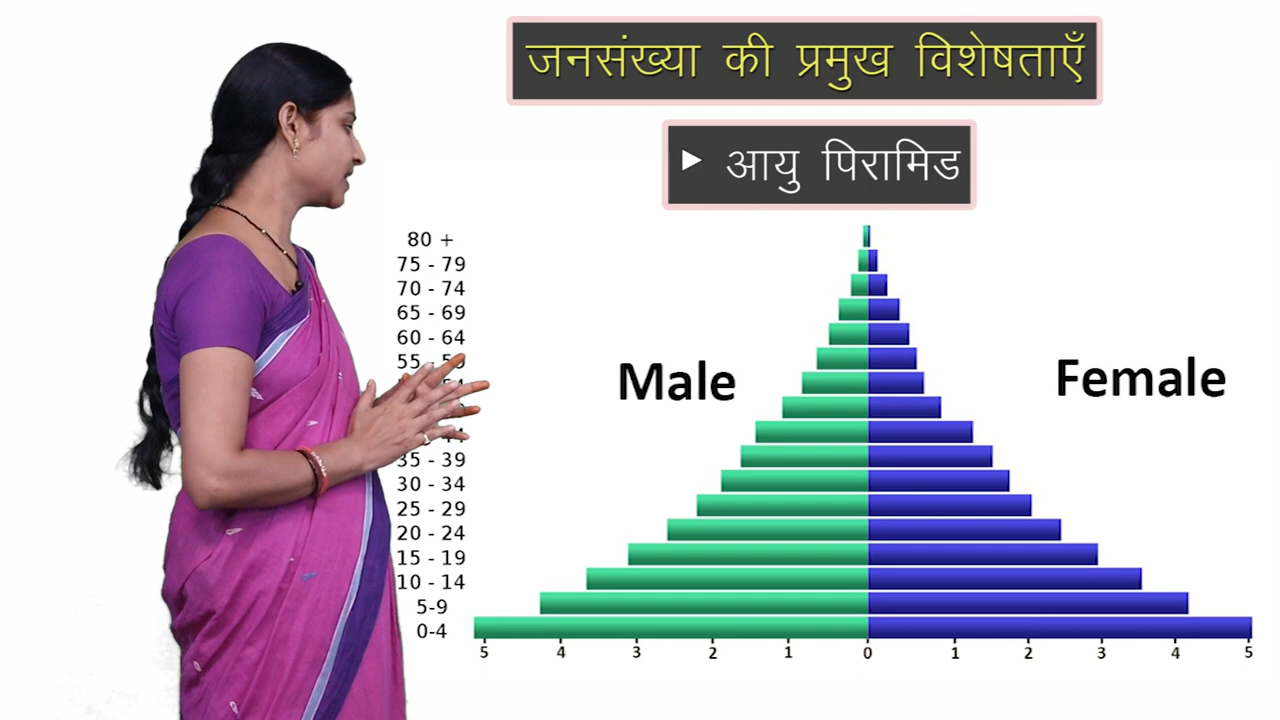 जनसंख्या की प्रमुख विशेषताएँ
▶ आयु पिरामिड
80 +
75 - 79
70 - 74
65 - 69
60 - 64
35 - 39
30 - 34
25 - 29
20 - 24
15 - 19
10 - 14
5-9
0-4
Male
Female
5 4 3 2 1 0 1 2 3 4 5